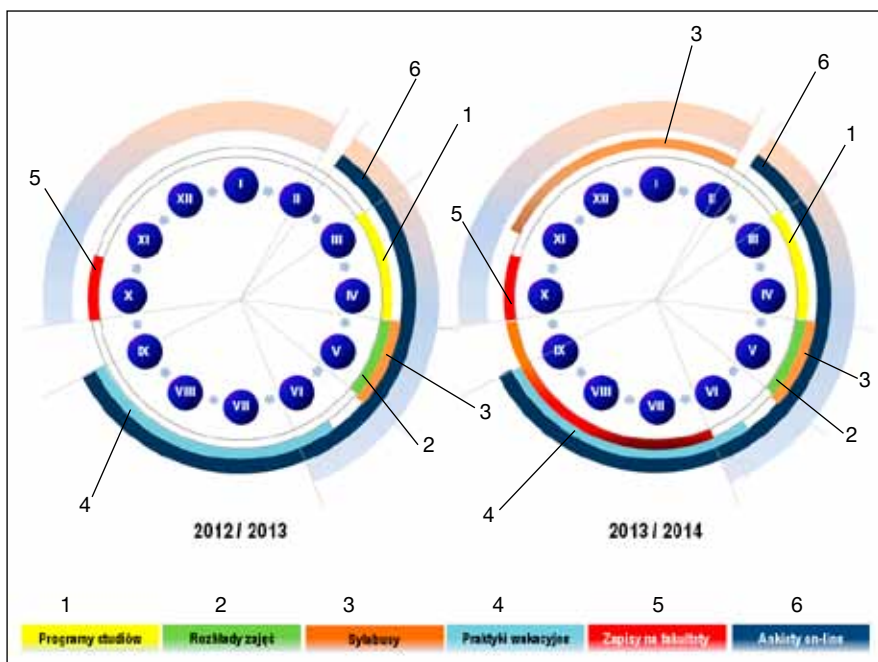 3
6
6
1
1
5
5
I
II
III
IV
V
VI
VII
VIII
IX
X
XI
XII
I
II
III
IV
V
VI
VII
VIII
IX
X
XI
XII
3
3
2
2
4
4
2012 / 2013
2013 / 2014
1 2 3 4 5 6
Programy studiów Rozkłady zajęć Sylabusy Praktyki wakacyjne Zapisy na fakultety Ankiety on-line